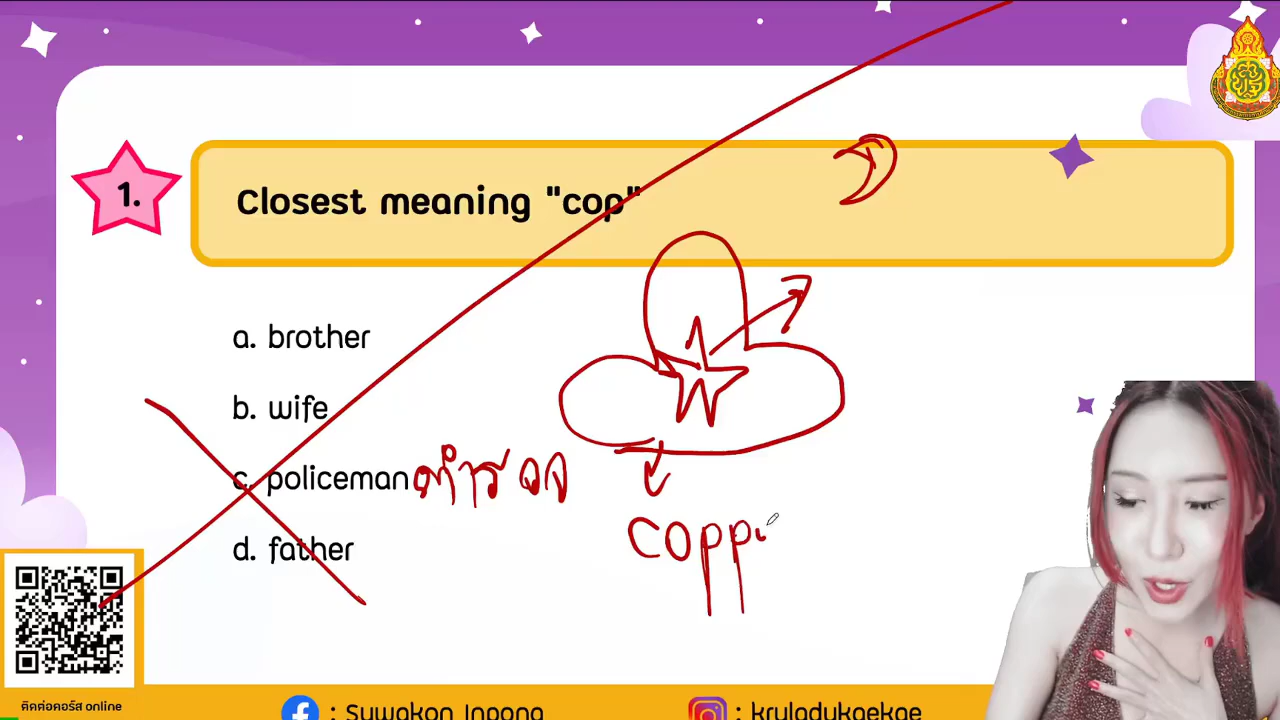 1.
Closest meaning "cop"
a. brother
b. wife
c. policeman ตำรวจ
d. father
coppe
ติดต่อคอร์ส online
: Suwakon Inpong
: kruladykaekae